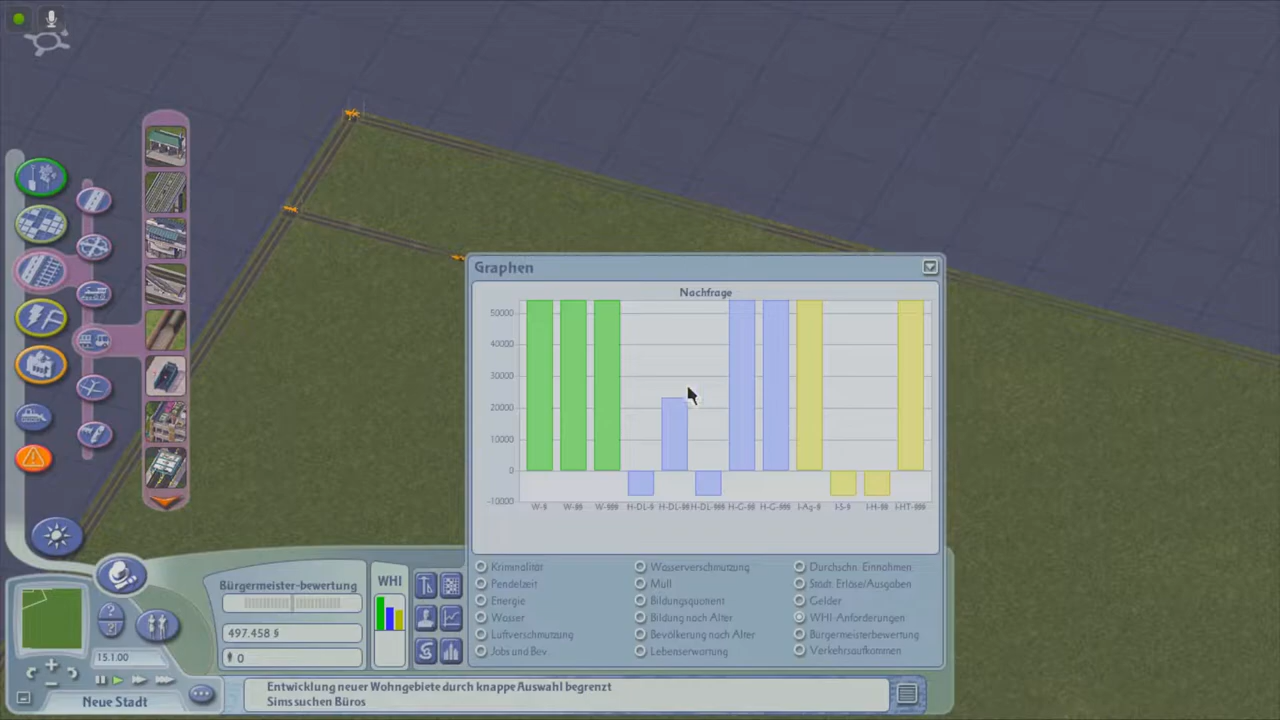 Graphen
Nachfrage
50000
40000
30000
20000
10000
0
-10000
W-§ W-§§ W-§§§ H-DL-§ H-DL-§§ H-DL-§§§ H-G-§§ H-G-§§§ I-Ag-§ I-S-§ I-H-§§ I-HT-§§§
Kriminalität
Pendelzeit
Energie
Wasser
Luftverschmutzung
Jobs und Bev.
Wasserverschmutzung
Müll
Bildungsquotient
Bildung nach Alter
Bevölkerung nach Alter
Lebenserwartung
Durchschn. Einnahmen
Städt. Erlöse/Ausgaben
Gelder
WHI-Anforderungen
Bürgermeisterbewertung
Verkehrsaufkommen
Bürgermeister-bewertung
WHI
497.458 §
0
15.1.00
Neue Stadt
Entwicklung neuer Wohngebiete durch knappe Auswahl begrenzt
Sims suchen Büros